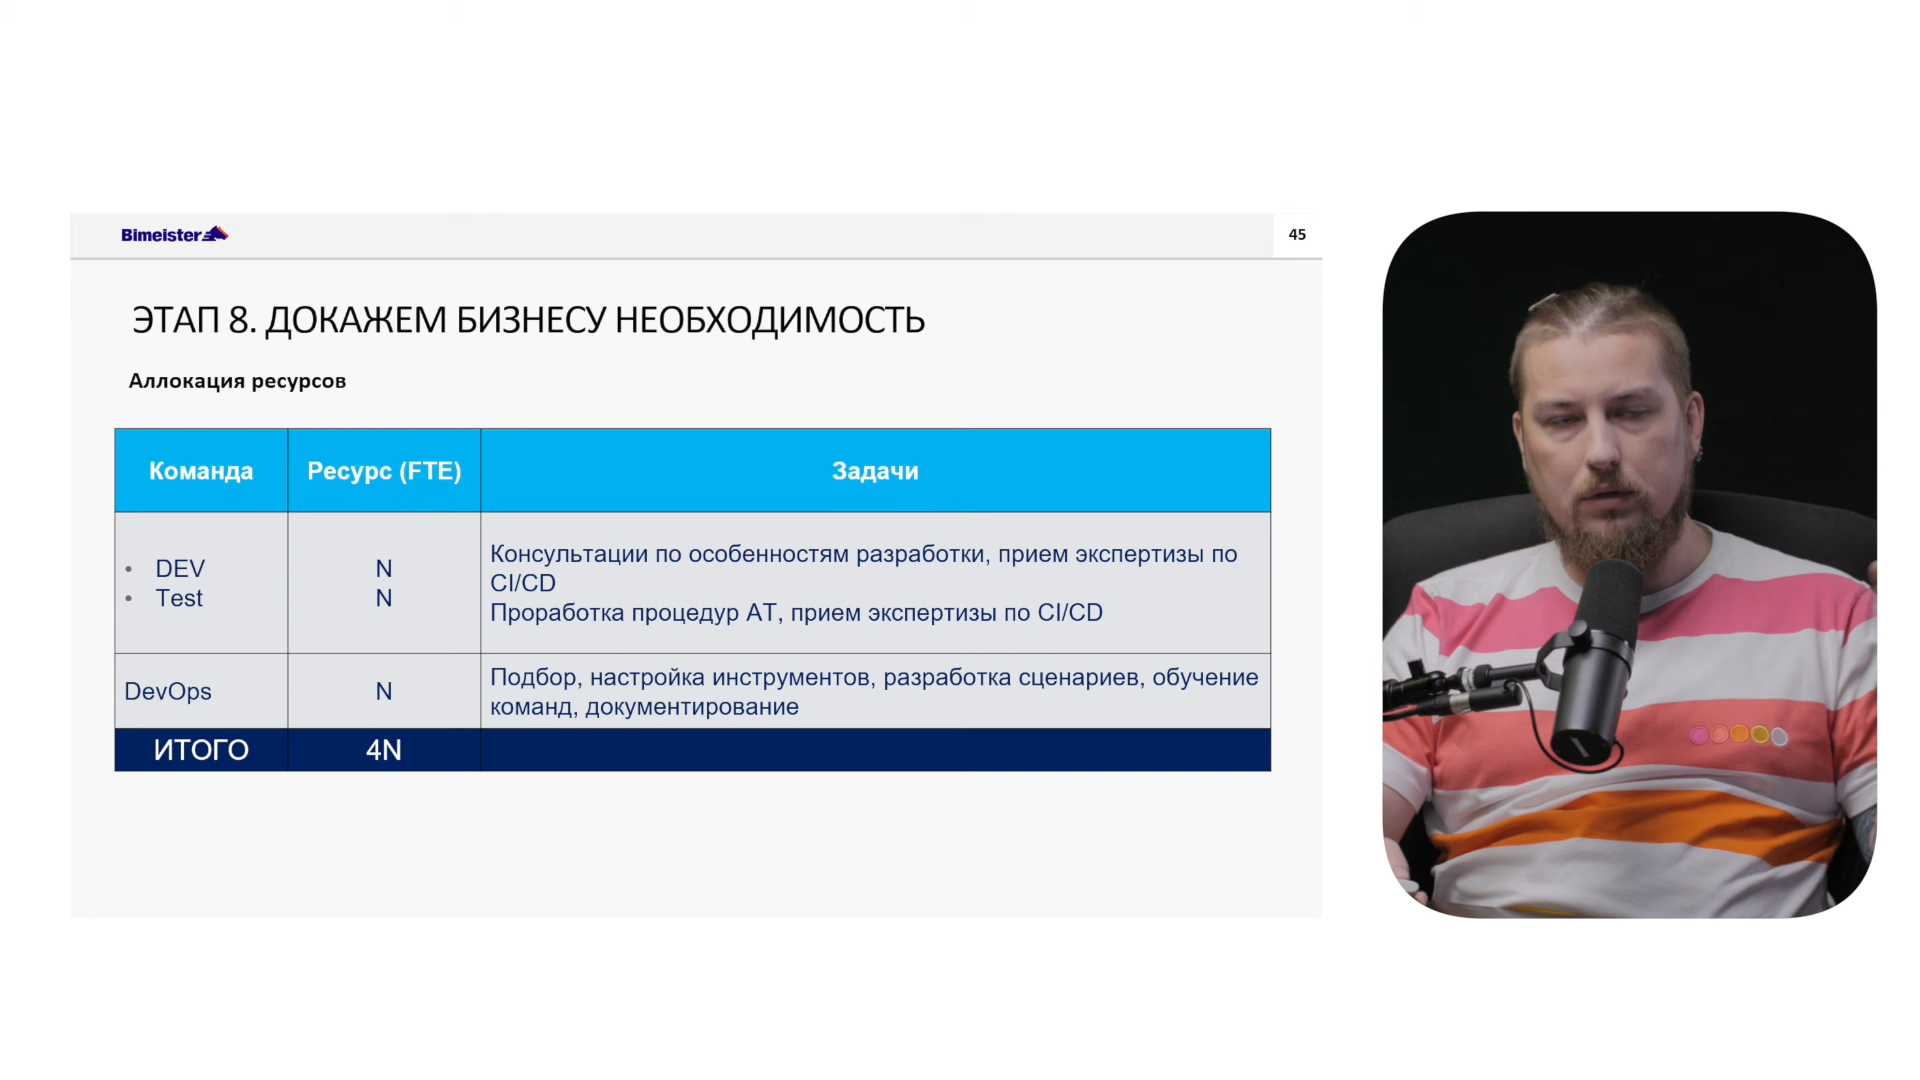 Bimeister
45
ЭТАП 8. ДОКАЖЕМ БИЗНЕСУ НЕОБХОДИМОСТЬ
Аллокация ресурсов
Команда
Ресурс (FTE)
Задачи
• DEV
• Test
N
N
Консультации по особенностям разработки, прием экспертизы по
CI/CD
Проработка процедур АТ, прием экспертизы по CI/CD
DevOps
N
Подбор, настройка инструментов, разработка сценариев, обучение
команд, документирование
ИТОГО
4N